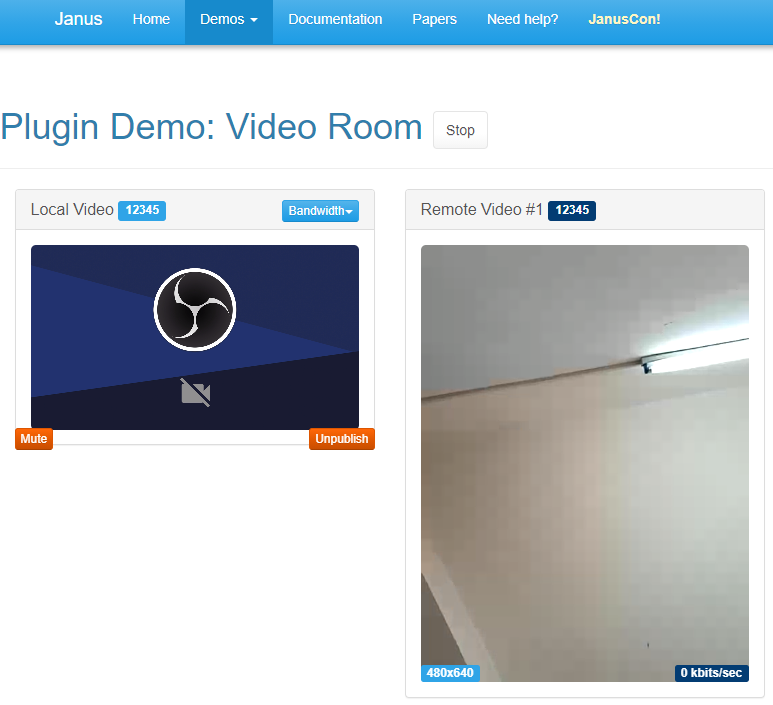 Janus Home Demos Documentation Papers Need help? JanusCon!
Plugin Demo: Video Room Stop
Local Video 12345 Bandwidth
Mute Unpublish
Remote Video #1 12345
480x640 0 kbits/sec